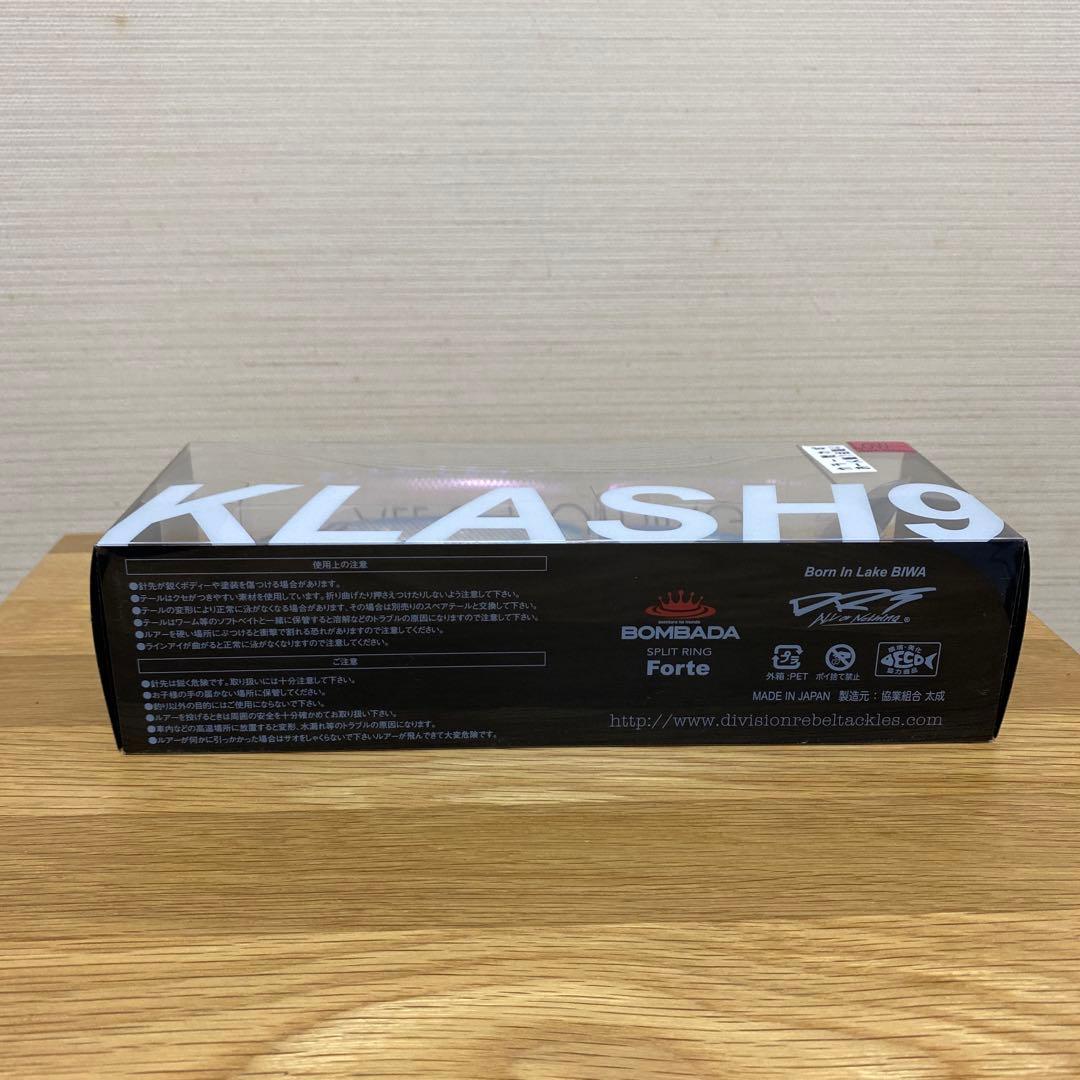 KLASH9
LOW
使用上の注意
●針先が鋭くボディーや塗装を傷つける場合があります。
●テールはクセがつきやすい素材を使用しています。折り曲げたり押さえつけたりしないよう注意して下さい。
●テールの変形により正常に泳がなくなる場合があります、その場合は別売りのスペアテールと交換して下さい。
●テールはワーム等のソフトベイトと一緒に保管すると溶解などのトラブルの原因になりますので注意して下さい。
●ルアーを硬い場所にぶつけると衝撃で割れる恐れがありますので注意してください。
●ラインアイが曲がると正常に泳がなくなりますので注意してください。
ご注意
●針先は鋭く危険です。取り扱いには十分注意して下さい。
●お子様の手の届かない場所に保管してください。
●釣り以外の目的にはご使用にならないで下さい。
●ルアーを投げるときは周囲の安全を十分確かめてお取り扱い下さい。
●車内などの高温場所に放置すると変形、水漏れ等のトラブルの原因になります。
●ルアーが何かに引っかかった場合はサオをしゃくらないで下さいルアーが飛んできて大変危険です。
BOMBADA
SPLIT RING
Forte
Born In Lake BIWA
DRT
All or Nothing ®
プラ
外箱:PET ポイ捨て禁止
環境・美化
ECO
協力商品
MADE IN JAPAN 製造元：協業組合 太成
http://www.divisionrebeltackles.com